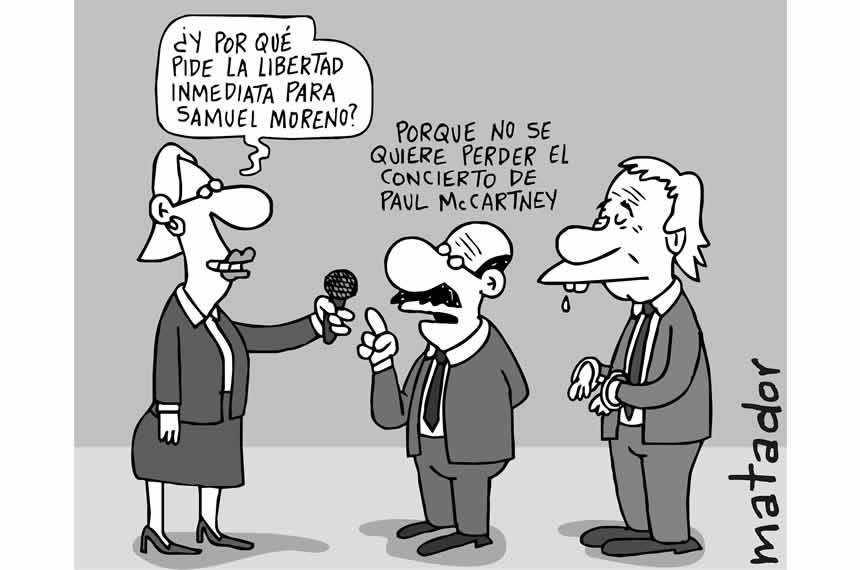 ¿Y POR QUÉ
PIDE LA LIBERTAD
INMEDIATA PARA
SAMUEL MORENO?
PORQUE NO SE
QUIERE PERDER EL
CONCIERTO DE
PAUL McCARTNEY
matador